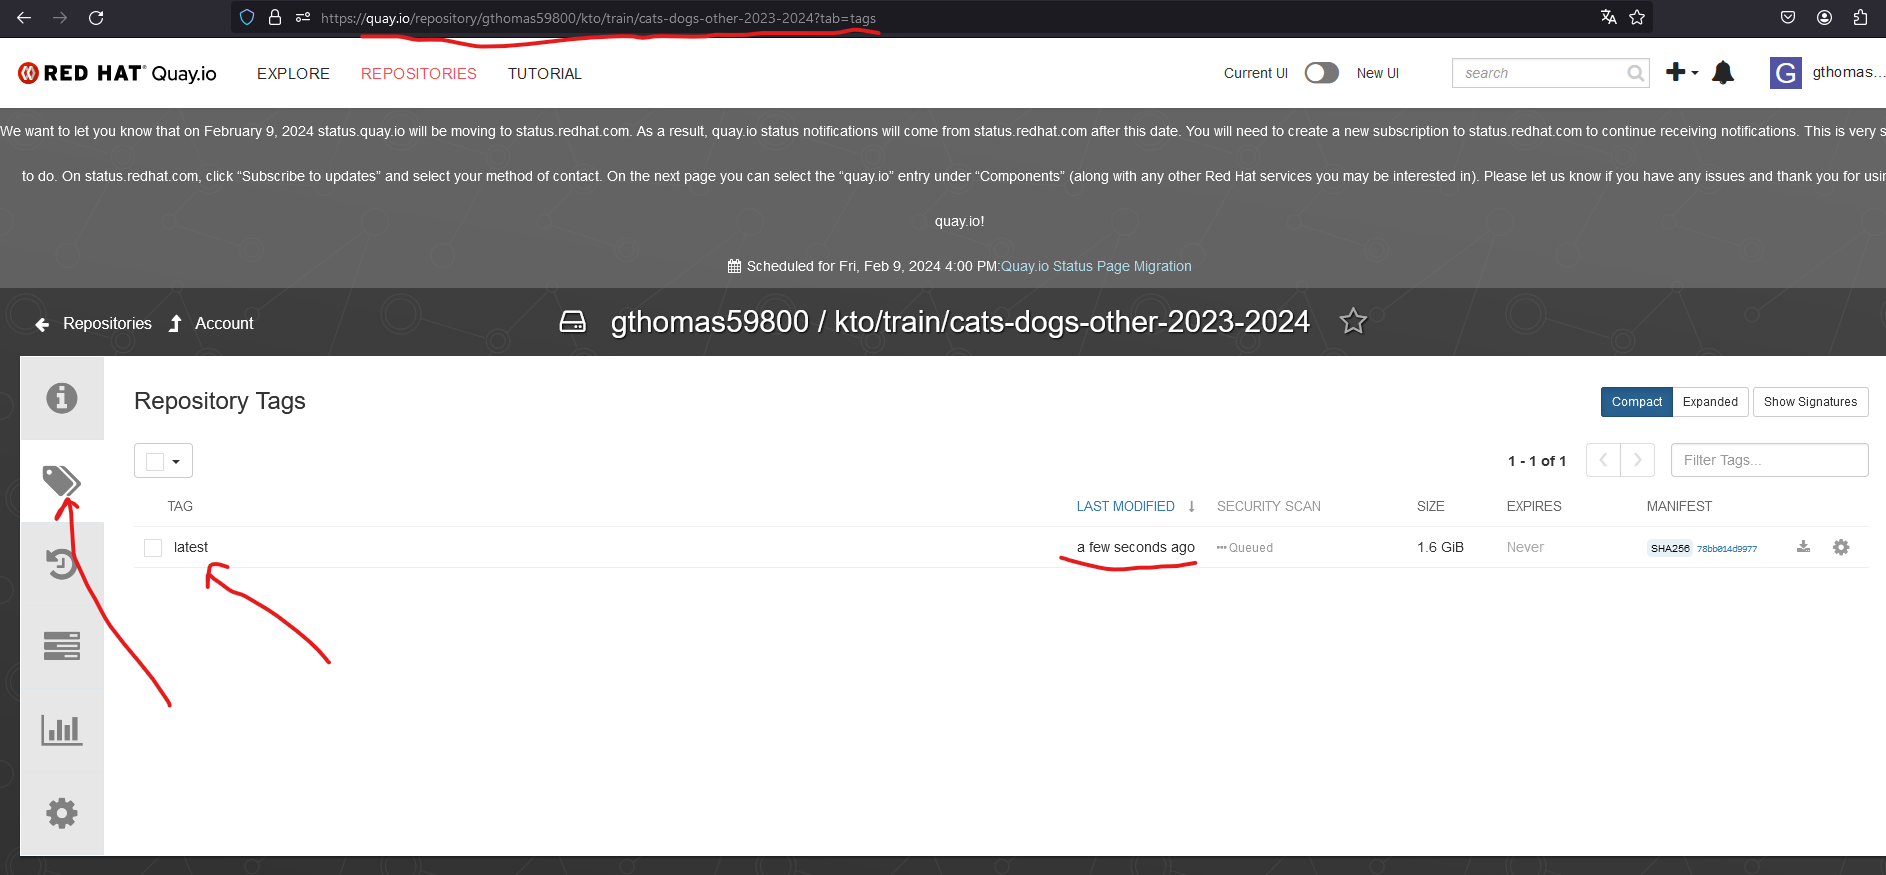 https://quay.io/repository/gthomas59800/kto/train/cats-dogs-other-2023-2024?tab=tags
RED HAT® Quay.io EXPLORE REPOSITORIES TUTORIAL Current UI New UI search G gthomas...
We want to let you know that on February 9, 2024 status.quay.io will be moving to status.redhat.com. As a result, quay.io status notifications will come from status.redhat.com after this date. You will need to create a new subscription to status.redhat.com to continue receiving notifications. This is very s
to do. On status.redhat.com, click “Subscribe to updates” and select your method of contact. On the next page you can select the “quay.io” entry under “Components” (along with any other Red Hat services you may be interested in). Please let us know if you have any issues and thank you for usin
quay.io!
Scheduled for Fri, Feb 9, 2024 4:00 PM:Quay.io Status Page Migration
Repositories Account gthomas59800 / kto/train/cats-dogs-other-2023-2024
Repository Tags Compact Expanded Show Signatures
1 - 1 of 1 Filter Tags...
TAG LAST MODIFIED SECURITY SCAN SIZE EXPIRES MANIFEST
latest a few seconds ago Queued 1.6 GiB Never SHA256 78bb014d9977